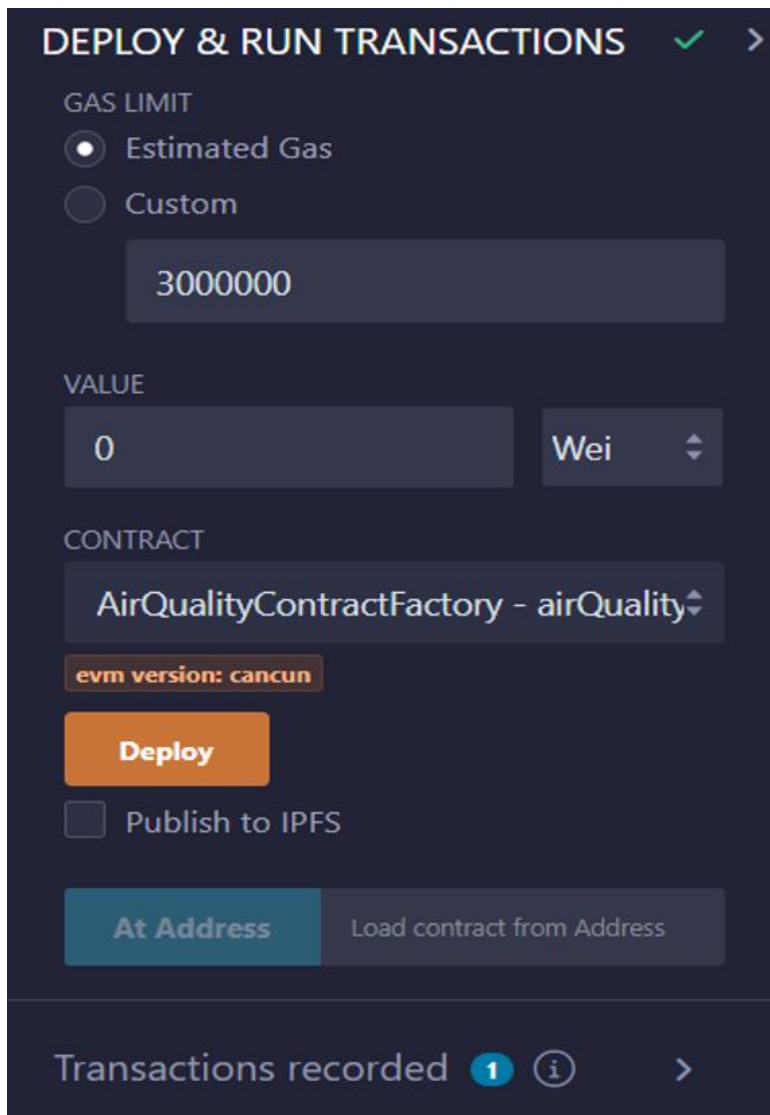 DEPLOY & RUN TRANSACTIONS
GAS LIMIT
Estimated Gas
Custom
3000000
VALUE
0 Wei
CONTRACT
AirQualityContractFactory - airQuality
evm version: cancun
Deploy
Publish to IPFS
At Address Load contract from Address
Transactions recorded 1 i